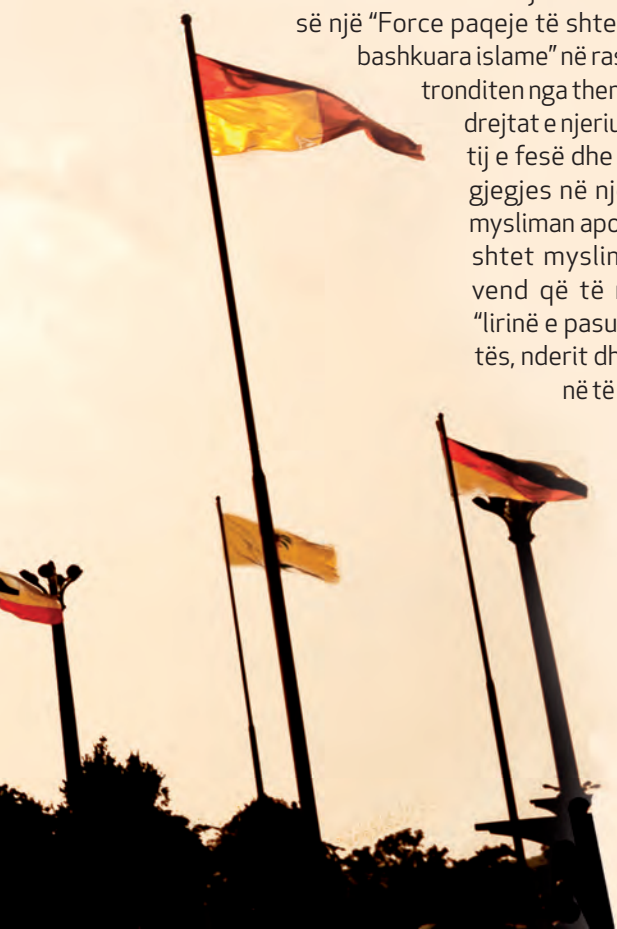 së një “Force paqeje të shte
bashkuara islame” në ras
tronditen nga them
drejtat e njeriu
tij e fesë dhe
gjegjes në nj
mysliman apo
shtet myslim
vend që të
“lirinë e pasu
tës, nderit dh
në të